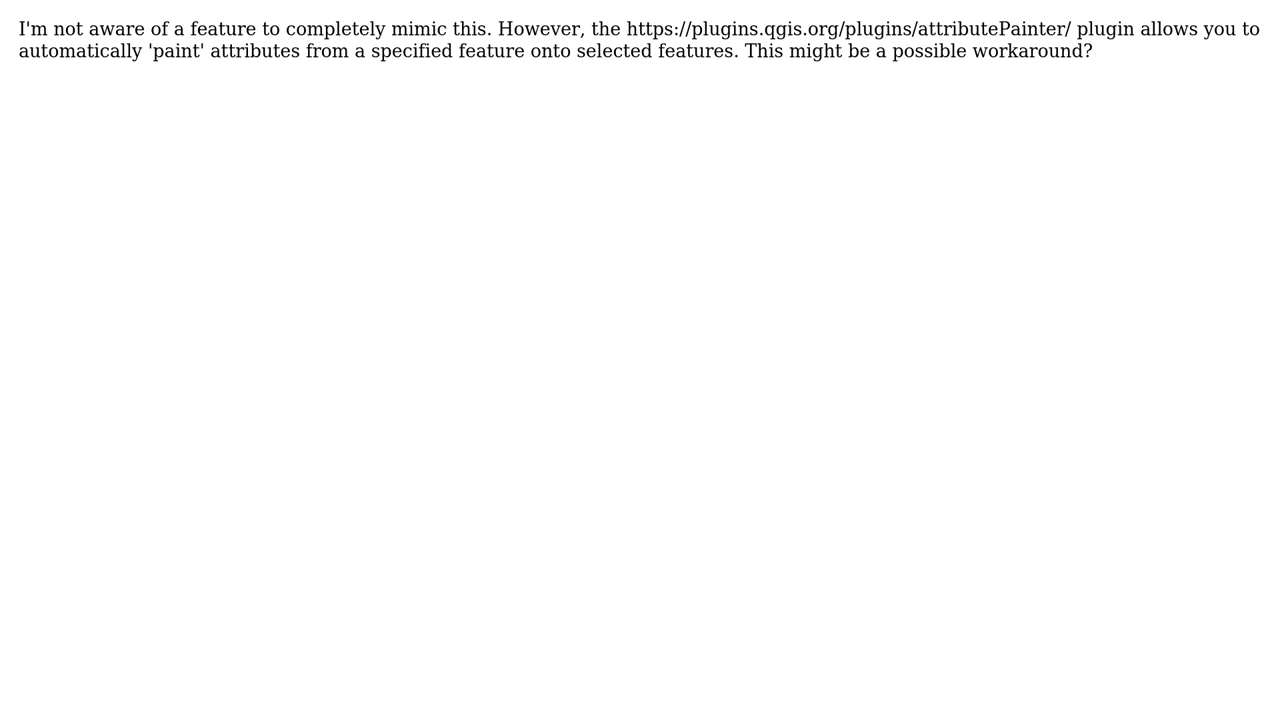 I'm not aware of a feature to completely mimic this. However, the https://plugins.qgis.org/plugins/attributePainter/ plugin allows you to
automatically 'paint' attributes from a specified feature onto selected features. This might be a possible workaround?